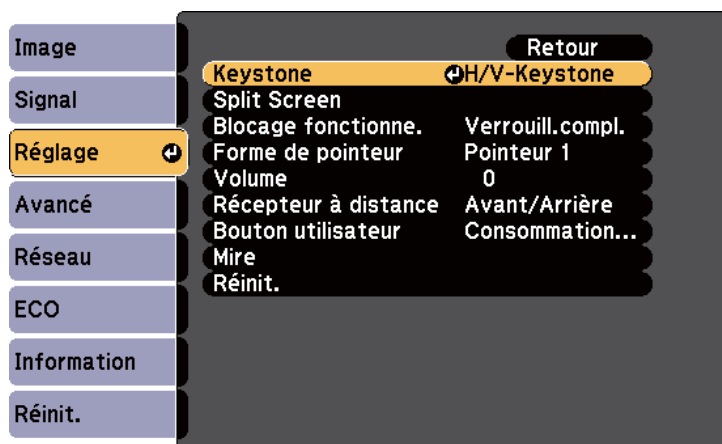 Image
Signal
Réglage
Avancé
Réseau
ECO
Information
Réinit.
Retour
Keystone H/V-Keystone
Split Screen
Blocage fonctionne. Verrouill.compl.
Forme de pointeur Pointeur 1
Volume 0
Récepteur à distance Avant/Arrière
Bouton utilisateur Consommation...
Mire
Réinit.